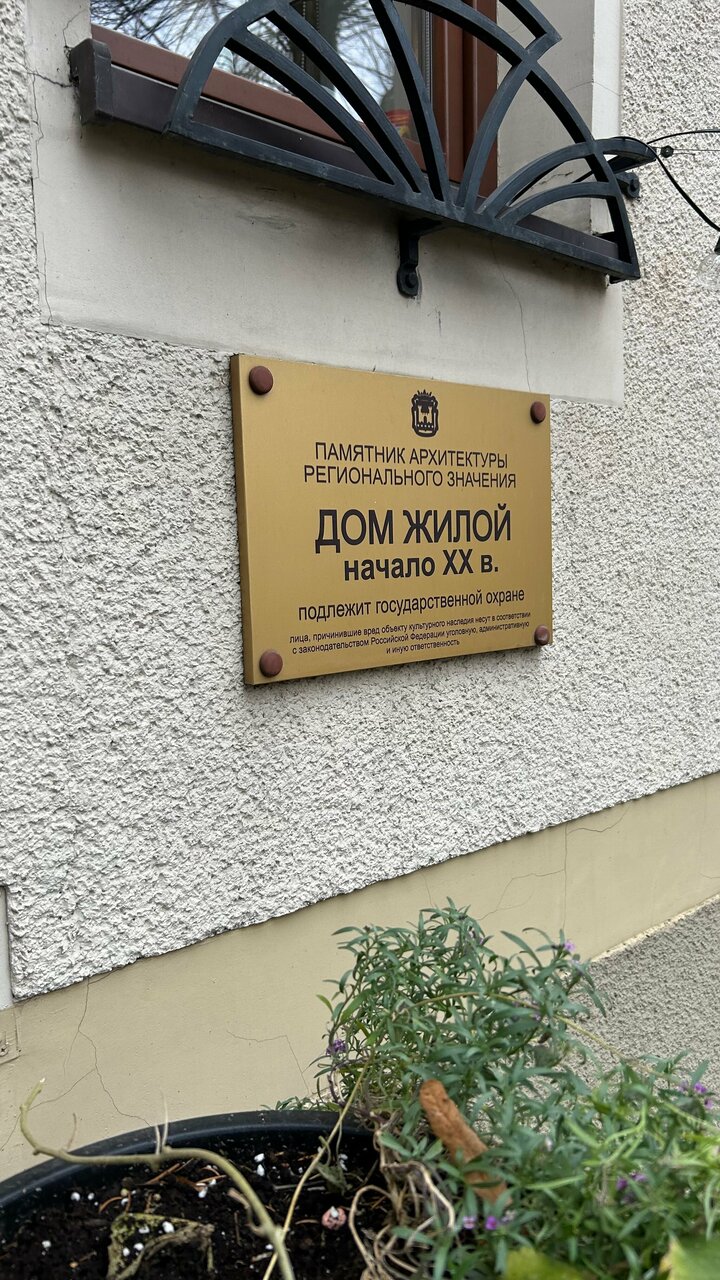 ПАМЯТНИК АРХИТЕКТУРЫ
РЕГИОНАЛЬНОГО ЗНАЧЕНИЯ
ДОМ ЖИЛОЙ
начало XX в.
подлежит государственной охране
лица, причинившие вред объекту культурного наследия несут в соответствии
с законодательством Российской Федерации уголовную, административную
и иную ответственность